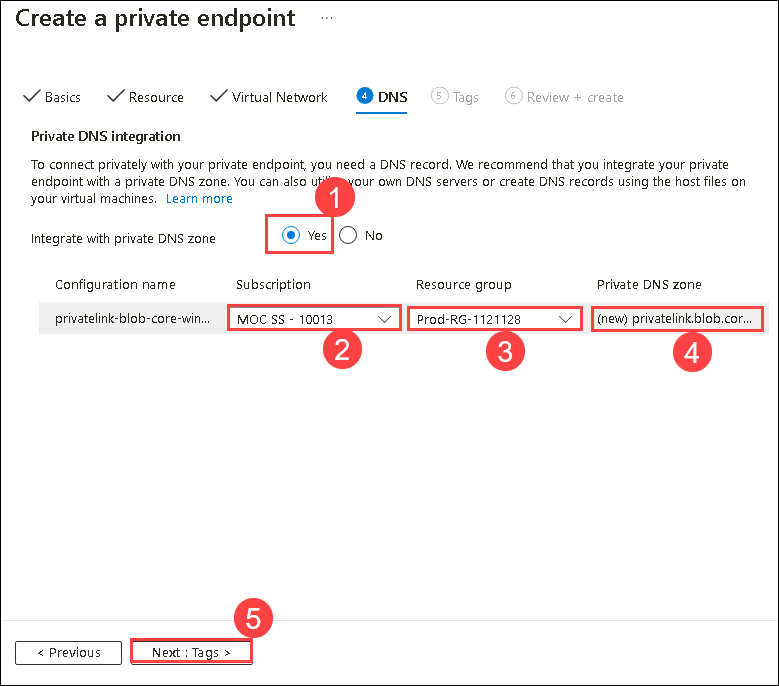 Create a private endpoint ...
Basics Resource Virtual Network 4 DNS 5 Tags 6 Review + create
Private DNS integration
To connect privately with your private endpoint, you need a DNS record. We recommend that you integrate your private
endpoint with a private DNS zone. You can also your own DNS servers or create DNS records using the host files on
your virtual machines. Learn more
1
Integrate with private DNS zone Yes No
Configuration name Subscription Resource group Private DNS zone
privatelink-blob-core-win... MOC SS - 10013 Prod-RG-1121128 (new) privatelink.blob.cor...
2 3 4
5
< Previous Next : Tags >